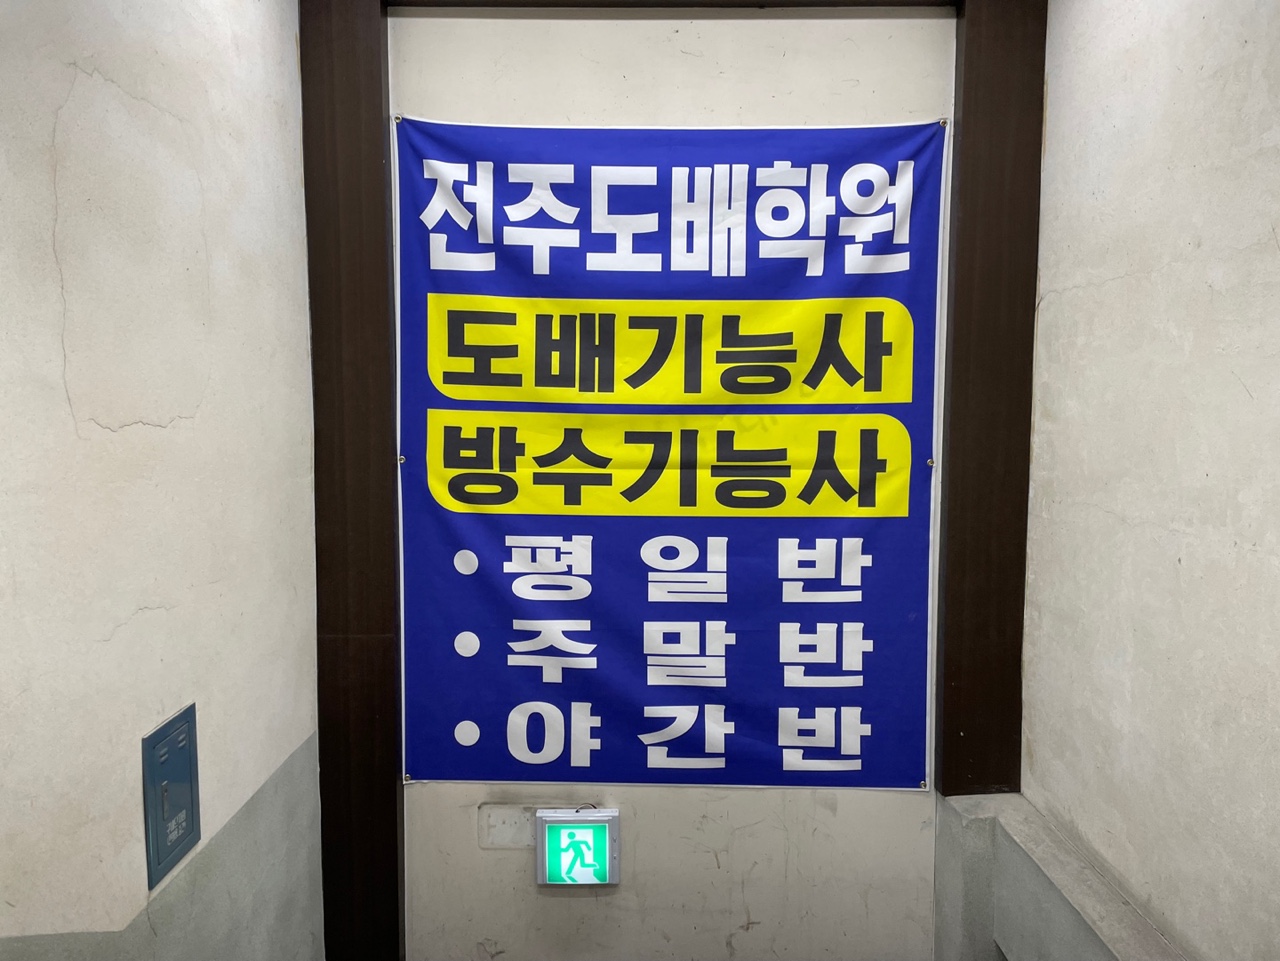 전주도배학원
도배기능사
방수기능사
• 평일반
• 주말반
• 야간반